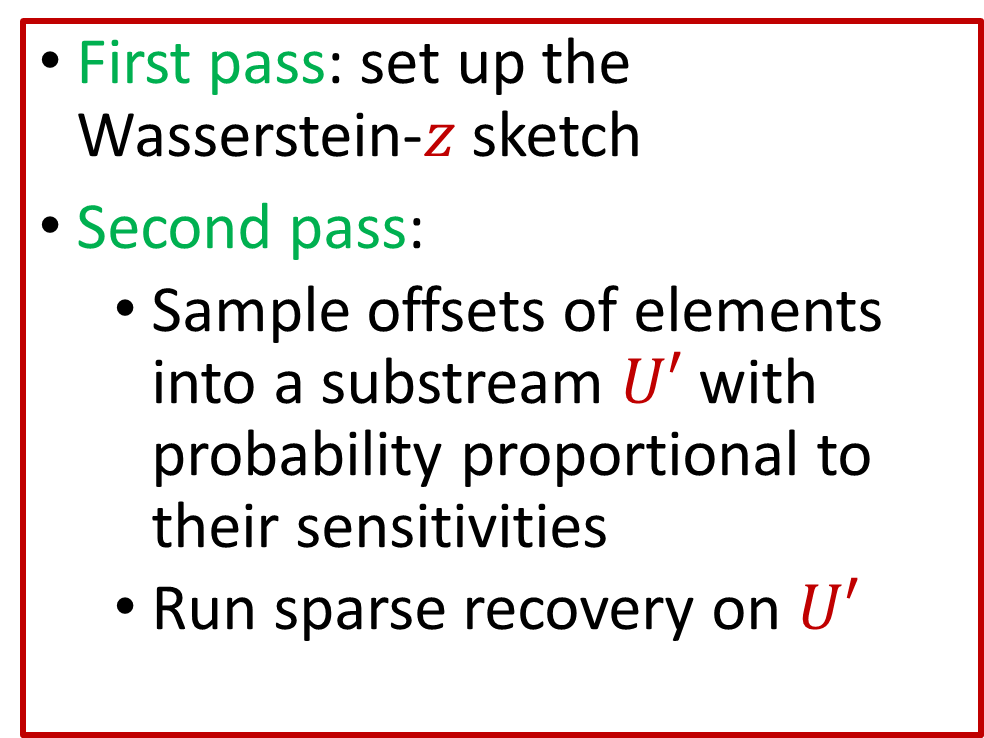 • First pass: set up the
Wasserstein-z sketch
• Second pass:
• Sample offsets of elements
into a substream U′ with
probability proportional to
their sensitivities
• Run sparse recovery on U′